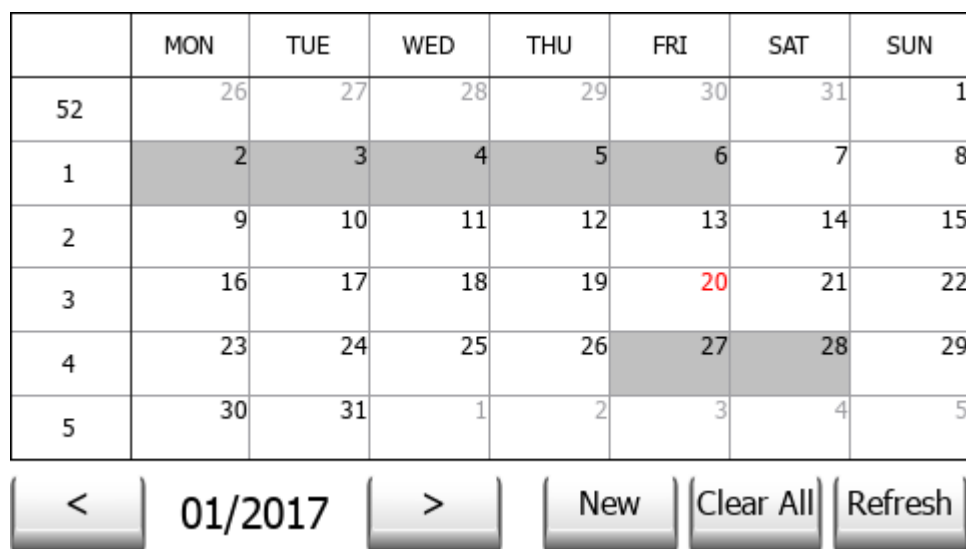 MON TUE WED THU FRI SAT SUN
52 26 27 28 29 30 31 1
1 2 3 4 5 6 7 8
2 9 10 11 12 13 14 15
3 16 17 18 19 20 21 22
4 23 24 25 26 27 28 29
5 30 31 1 2 3 4 5
< 01/2017 > New Clear All Refresh